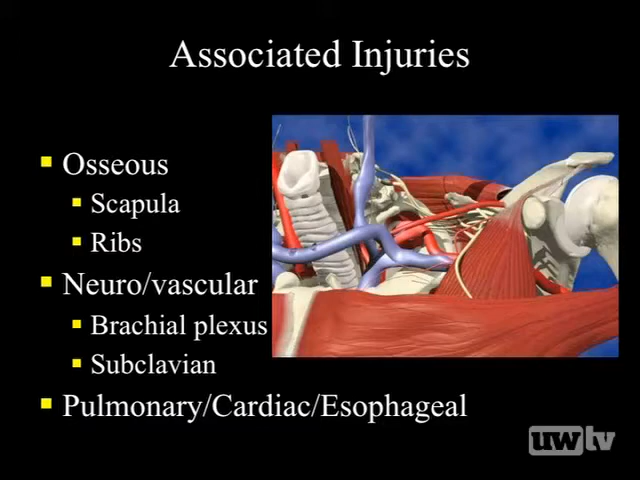 Associated Injuries
Osseous
Scapula
Ribs
Neuro/vascular
Brachial plexus
Subclavian
Pulmonary/Cardiac/Esophageal
uwtv